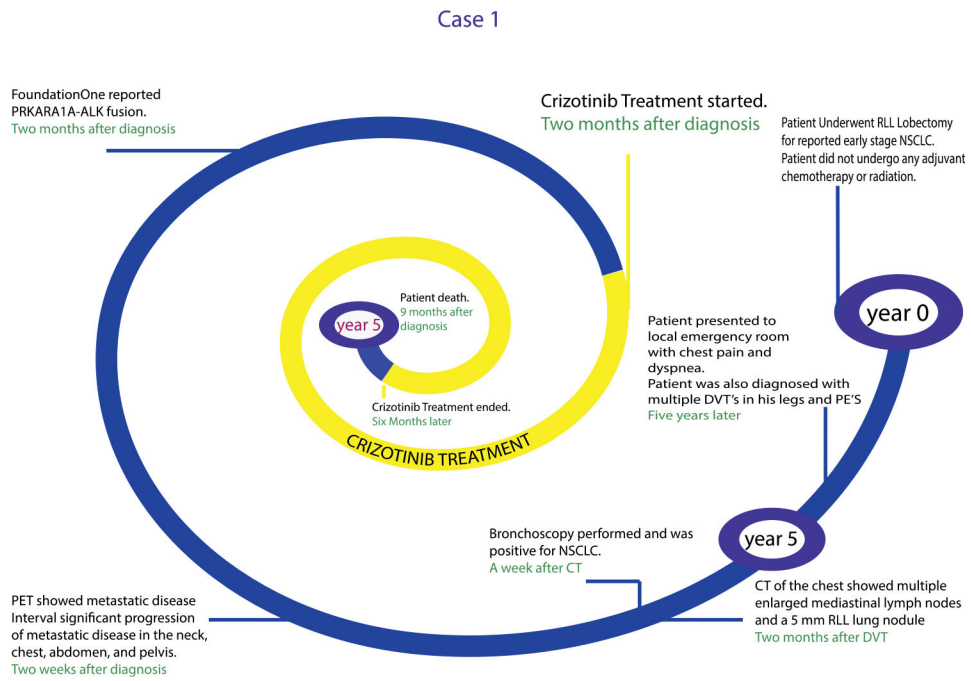 Case 1
FoundationOne reported
PRKARA1A-ALK fusion.
Two months after diagnosis
Crizotinib Treatment started.
Two months after diagnosis
Patient Underwent RLL Lobectomy
for reported early stage NSCLC.
Patient did not undergo any adjuvant
chemotherapy or radiation.
year 0
Patient presented to
local emergency room
with chest pain and
dyspnea.
Patient was also diagnosed with
multiple DVT's in his legs and PE'S
Five years later
year 5
Patient death.
9 months after
diagnosis
Crizotinib Treatment ended.
Six Months later
CRIZOTINIB TREATMENT
year 5
Bronchoscopy performed and was
positive for NSCLC.
A week after CT
CT of the chest showed multiple
enlarged mediastinal lymph nodes
and a 5 mm RLL lung nodule
Two months after DVT
PET showed metastatic disease
Interval significant progression
of metastatic disease in the neck,
chest, abdomen, and pelvis.
Two weeks after diagnosis